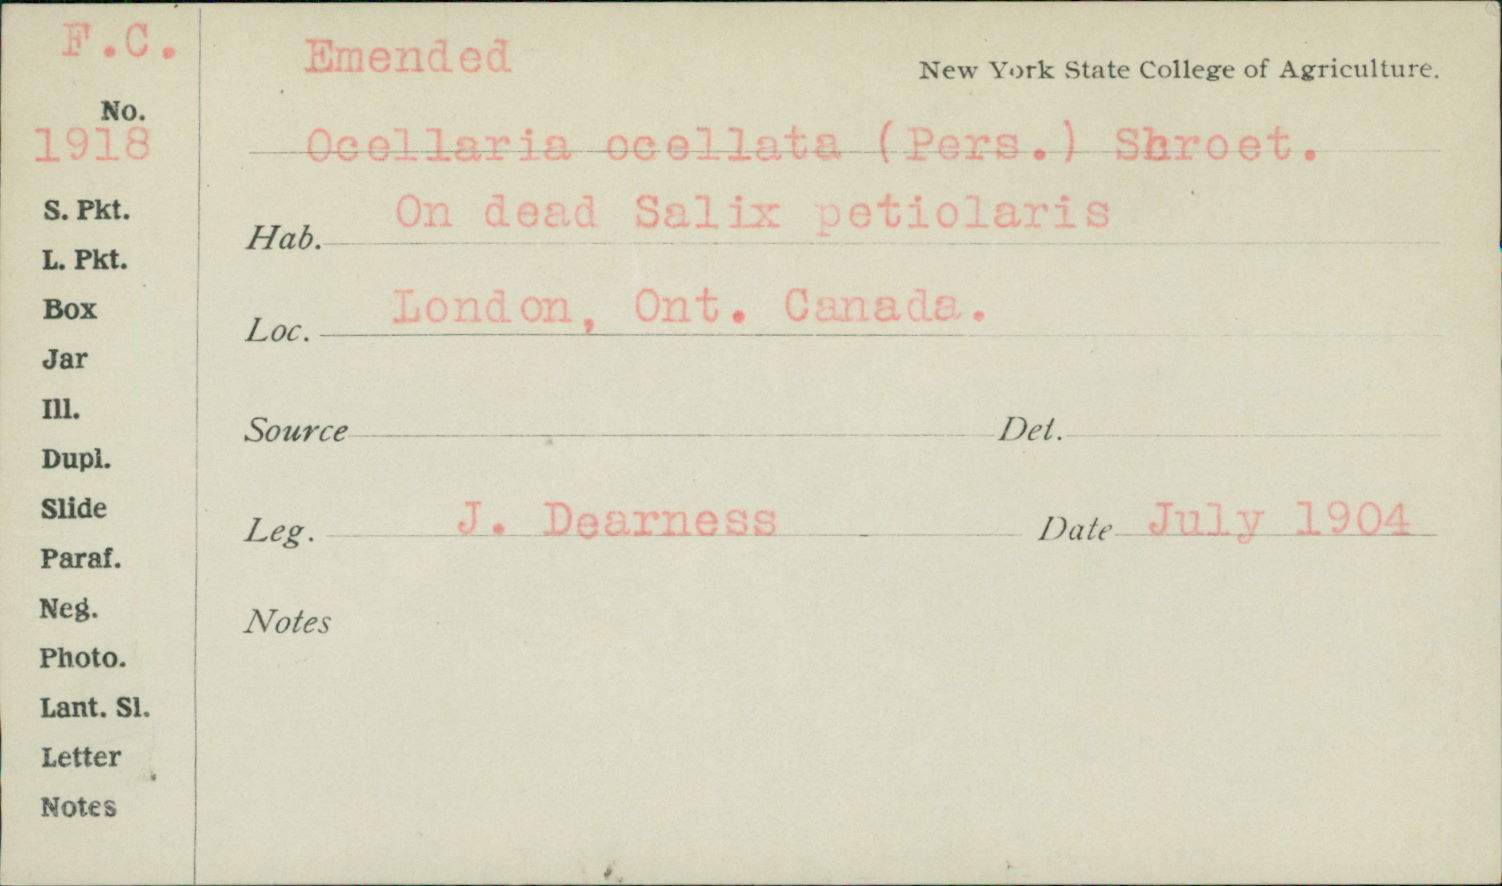 F.C.
Emended
New York State College of Agriculture.
No.
1918
Ocellaria ocellata (Pers.) Shroet.
S. Pkt.
Hab. On dead Salix petiolaris
L. Pkt.
Box
Loc. London, Ont. Canada.
Jar
Ill.
Source Det.
Dupl.
Slide
Leg. J. Dearness Date July 1904
Paraf.
Neg.
Notes
Photo.
Lant. Sl.
Letter
Notes